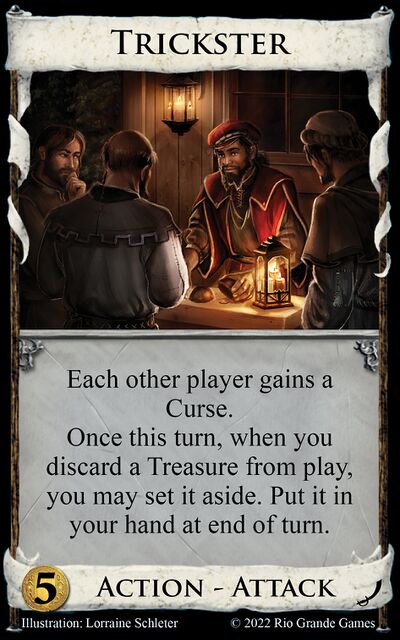 Trickster
Each other player gains a
Curse.
Once this turn, when you
discard a Treasure from play,
you may set it aside. Put it in
your hand at end of turn.
5 Action - Attack
Illustration: Lorraine Schleter © 2022 Rio Grande Games